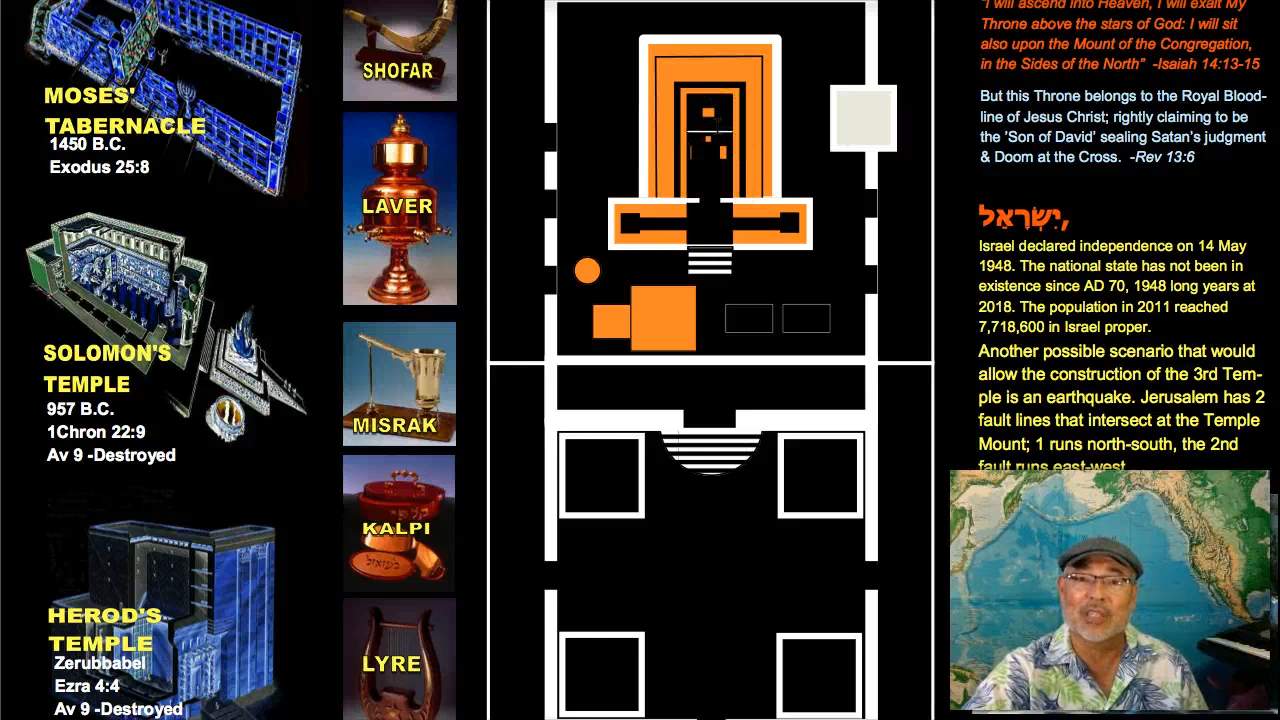 MOSES'
TABERNACLE
1450 B.C.
Exodus 25:8
SOLOMON'S
TEMPLE
957 B.C.
1Chron 22:9
Av 9 -Destroyed
HEROD'S
TEMPLE
Zerubbabel
Ezra 4:4
Av 9 -Destroyed
SHOFAR
LAVER
MISRAK
KALPI
LYRE
"I will ascend into Heaven, I will exalt My
Throne above the stars of God: I will sit
also upon the Mount of the Congregation,
in the Sides of the North" -Isaiah 14:13-15
But this Throne belongs to the Royal Blood-
line of Jesus Christ; rightly claiming to be
the 'Son of David' sealing Satan's judgment
& Doom at the Cross. -Rev 13:6
יִשְׂרָאֵל,
Israel declared independence on 14 May
1948. The national state has not been in
existence since AD 70, 1948 long years at
2018. The population in 2011 reached
7,718,600 in Israel proper.
Another possible scenario that would
allow the construction of the 3rd Tem-
ple is an earthquake. Jerusalem has 2
fault lines that intersect at the Temple
Mount; 1 runs north-south, the 2nd
fault runs east-west